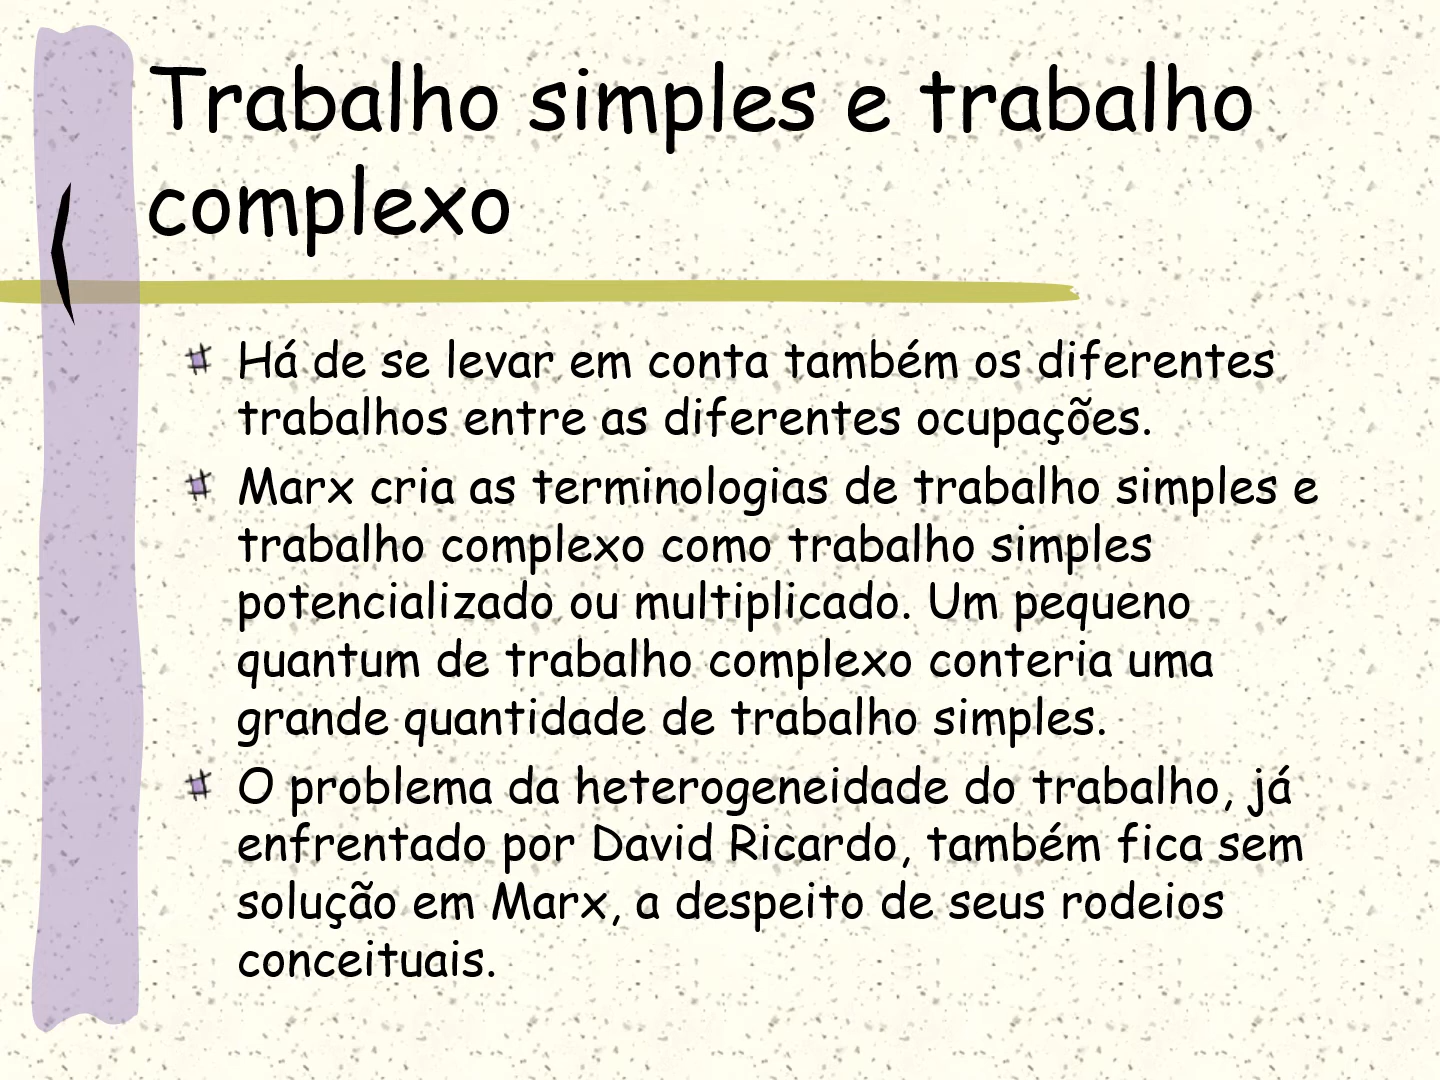 Trabalho simples e trabalho
complexo
Há de se levar em conta também os diferentes
trabalhos entre as diferentes ocupações.
Marx cria as terminologias de trabalho simples e
trabalho complexo como trabalho simples
potencializado ou multiplicado. Um pequeno
quantum de trabalho complexo conteria uma
grande quantidade de trabalho simples.
O problema da heterogeneidade do trabalho, já
enfrentado por David Ricardo, também fica sem
solução em Marx, a despeito de seus rodeios
conceituais.